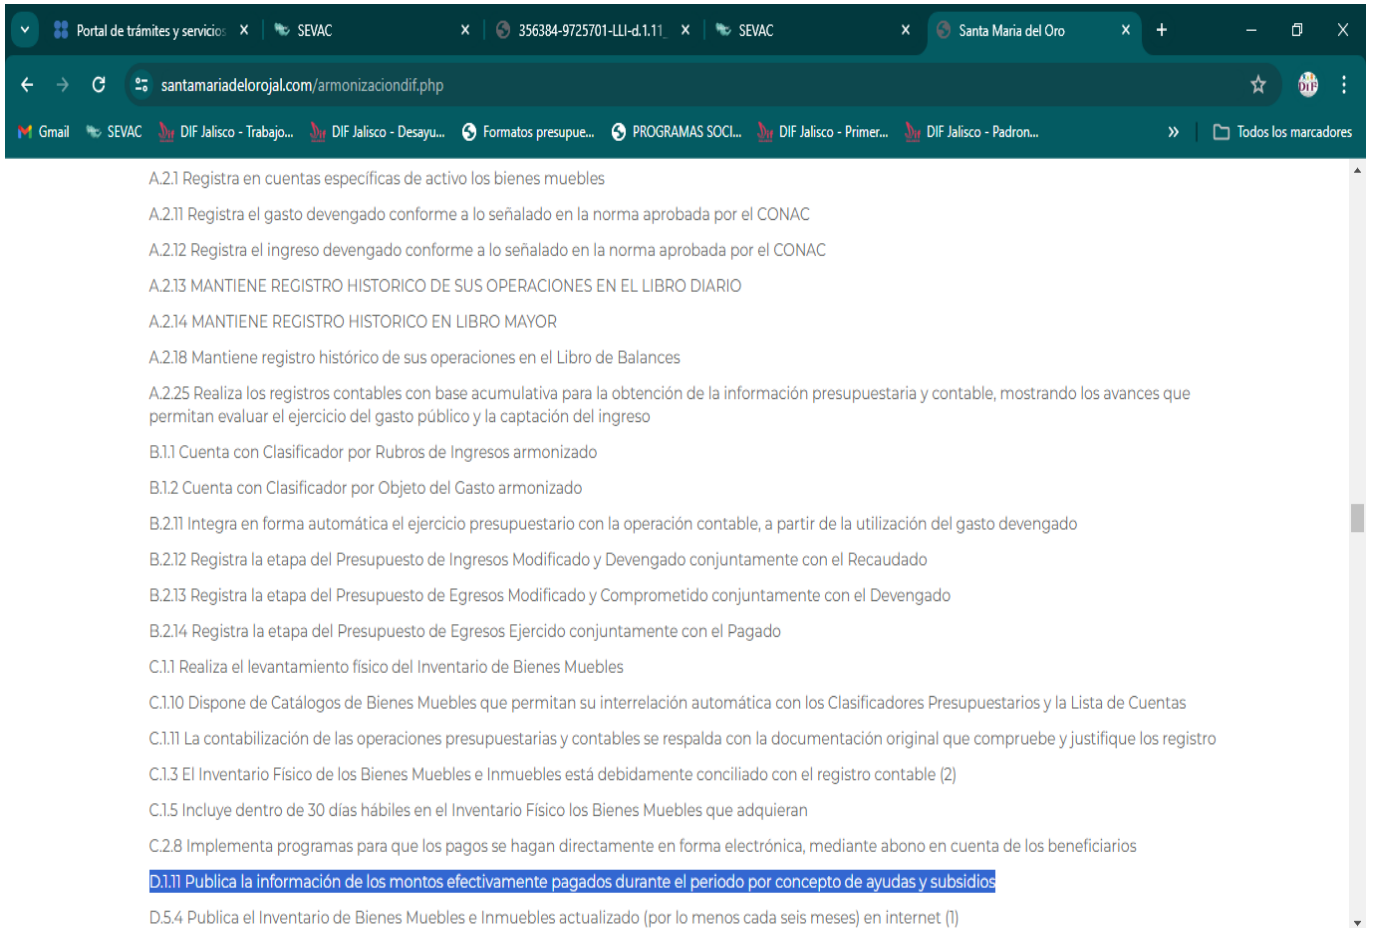 Portal de trámites y servicios
SEVAC
356384-9725701-LLI-d.1.11_
SEVAC
Santa Maria del Oro
santamariadelorojal.com/armonizaciondif.php
Gmail
SEVAC
DIF Jalisco - Trabajo...
DIF Jalisco - Desayu...
Formatos presupue...
PROGRAMAS SOCI...
DIF Jalisco - Primer...
DIF Jalisco - Padron...
Todos los marcadores
A.2.1 Registra en cuentas específicas de activo los bienes muebles
A.2.11 Registra el gasto devengado conforme a lo señalado en la norma aprobada por el CONAC
A.2.12 Registra el ingreso devengado conforme a lo señalado en la norma aprobada por el CONAC
A.2.13 MANTIENE REGISTRO HISTORICO DE SUS OPERACIONES EN EL LIBRO DIARIO
A.2.14 MANTIENE REGISTRO HISTORICO EN LIBRO MAYOR
A.2.18 Mantiene registro histórico de sus operaciones en el Libro de Balances
A.2.25 Realiza los registros contables con base acumulativa para la obtención de la información presupuestaria y contable, mostrando los avances que
permitan evaluar el ejercicio del gasto público y la captación del ingreso
B.1.1 Cuenta con Clasificador por Rubros de Ingresos armonizado
B.1.2 Cuenta con Clasificador por Objeto del Gasto armonizado
B.2.11 Integra en forma automática el ejercicio presupuestario con la operación contable, a partir de la utilización del gasto devengado
B.2.12 Registra la etapa del Presupuesto de Ingresos Modificado y Devengado conjuntamente con el Recaudado
B.2.13 Registra la etapa del Presupuesto de Egresos Modificado y Comprometido conjuntamente con el Devengado
B.2.14 Registra la etapa del Presupuesto de Egresos Ejercido conjuntamente con el Pagado
C.1.1 Realiza el levantamiento físico del Inventario de Bienes Muebles
C.1.10 Dispone de Catálogos de Bienes Muebles que permitan su interrelación automática con los Clasificadores Presupuestarios y la Lista de Cuentas
C.1.11 La contabilización de las operaciones presupuestarias y contables se respalda con la documentación original que compruebe y justifique los registro
C.1.3 El Inventario Físico de los Bienes Muebles e Inmuebles está debidamente conciliado con el registro contable (2)
C.1.5 Incluye dentro de 30 días hábiles en el Inventario Físico los Bienes Muebles que adquieran
C.2.8 Implementa programas para que los pagos se hagan directamente en forma electrónica, mediante abono en cuenta de los beneficiarios
D.1.11 Publica la información de los montos efectivamente pagados durante el periodo por concepto de ayudas y subsidios
D.5.4 Publica el Inventario de Bienes Muebles e Inmuebles actualizado (por lo menos cada seis meses) en internet (1)